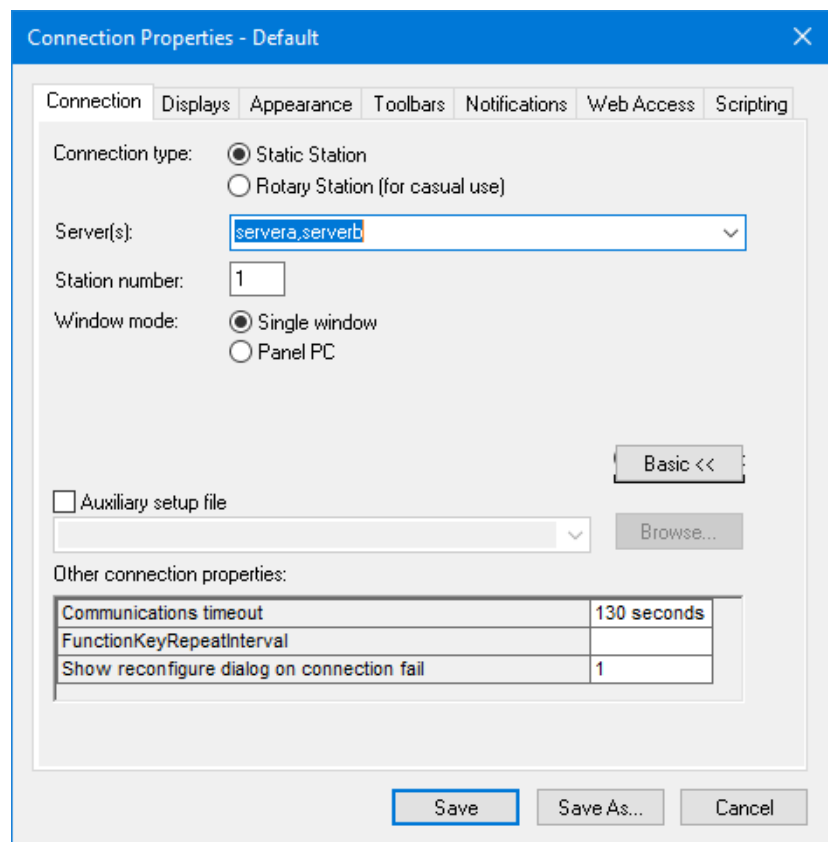 Connection Properties - Default
Connection Displays Appearance Toolbars Notifications Web Access Scripting
Connection type: Static Station
Rotary Station (for casual use)
Server(s): servera,serverb
Station number: 1
Window mode: Single window
Panel PC
Basic <<
Auxiliary setup file
Browse...
Other connection properties:
Communications timeout 130 seconds
FunctionKeyRepeatInterval
Show reconfigure dialog on connection fail 1
Save Save As... Cancel